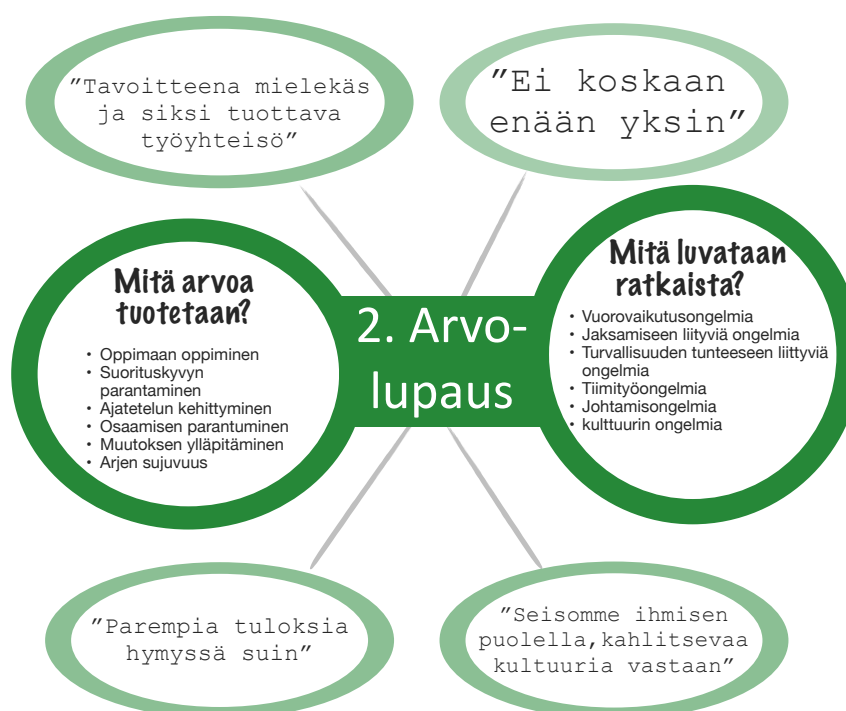 "Tavoitteena mielekäs
ja siksi tuottava
työyhteisö"
"Ei koskaan
enään yksin"
Mitä arvoa
tuotetaan?
• Oppimaan oppiminen
• Suorituskyvyn
parantaminen
• Ajatetelun kehittyminen
• Osaamisen parantuminen
• Muutoksen ylläpitäminen
• Arjen sujuvuus
2. Arvo-
lupaus
Mitä luvataan
ratkaista?
• Vuorovaikutusongelmia
• Jaksamiseen liityviä ongelmia
• Turvallisuuden tunteeseen liittyviä
ongelmia
• Tiimityöongelmia
• Johtamisongelmia
• kulttuurin ongelmia
"Parempia tuloksia
hymyssä suin"
"Seisomme ihmisen
puolella,kahlitsevaa
kultuuria vastaan"